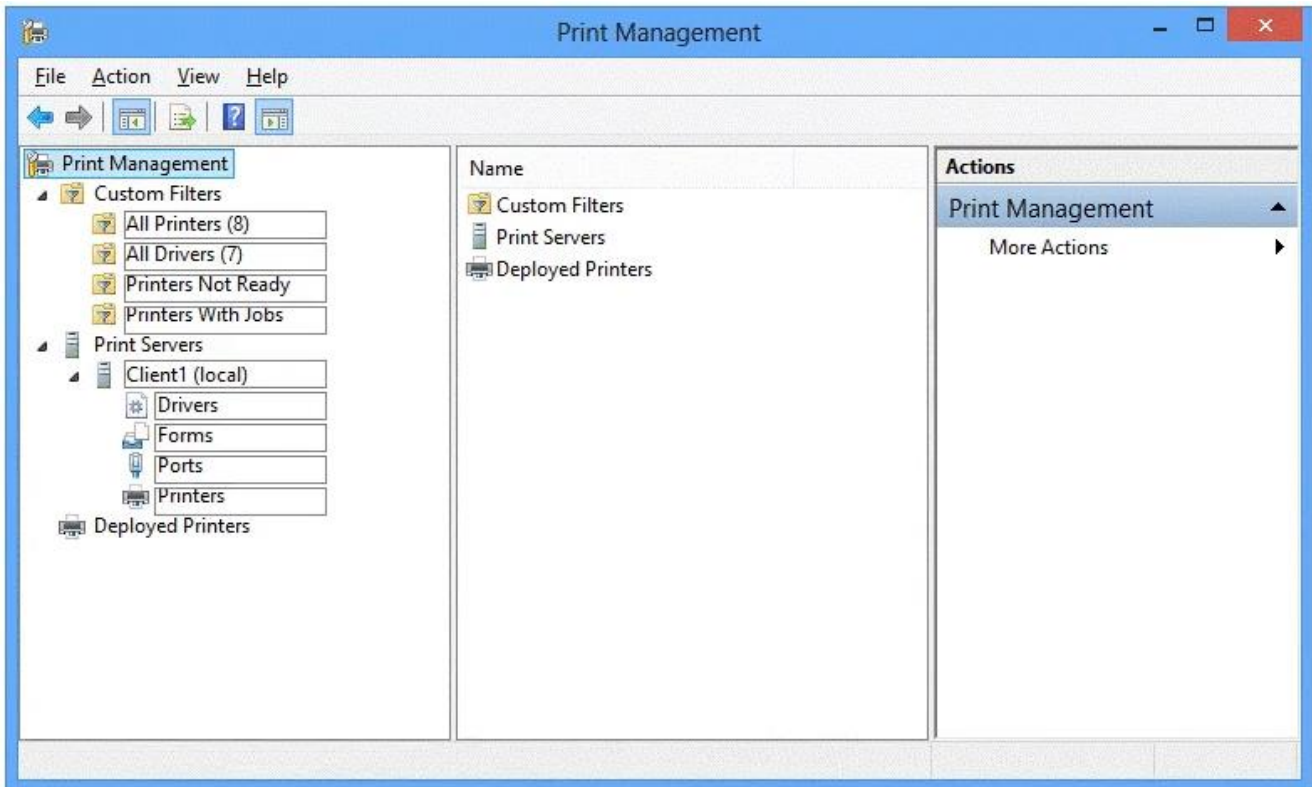 Print Management
File Action View Help
Print Management
Custom Filters
All Printers (8)
All Drivers (7)
Printers Not Ready
Printers With Jobs
Print Servers
Client1 (local)
Drivers
Forms
Ports
Printers
Deployed Printers
Name
Custom Filters
Print Servers
Deployed Printers
Actions
Print Management
More Actions